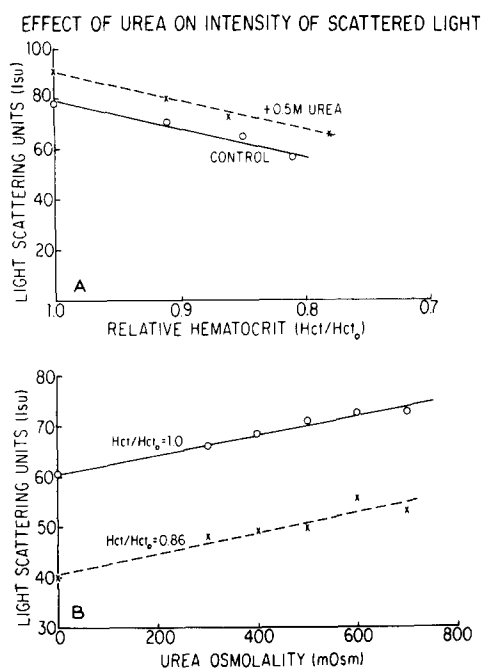 EFFECT OF UREA ON INTENSITY OF SCATTERED LIGHT
LIGHT SCATTERING UNITS (lsu)
100
80
60
40
20
+0.5M UREA
CONTROL
A
1.0
0.9
0.8
0.7
RELATIVE HEMATOCRIT (Hct/Hct₀)
LIGHT SCATTERING UNITS (lsu)
80
70
60
50
40
30
Hct/Hct₀=1.0
Hct/Hct₀=0.86
B
0
200
400
600
800
UREA OSMOLALITY (mOsm)